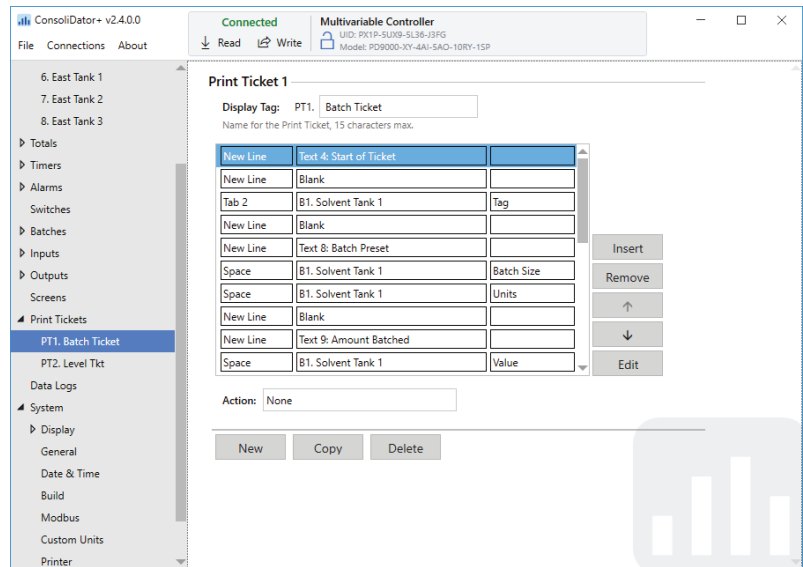 ConsoliDator+ v2.4.0.0
File Connections About
Connected
Read Write
Multivariable Controller
UID: PX1P-5UX9-5L36-J3FG
Model: PD9000-XY-4AI-5AO-10RY-1SP
6. East Tank 1
7. East Tank 2
8. East Tank 3
Totals
Timers
Alarms
Switches
Batches
Inputs
Outputs
Screens
Print Tickets
PT1. Batch Ticket
PT2. Level Tkt
Data Logs
System
Display
General
Date & Time
Build
Modbus
Custom Units
Printer
Print Ticket 1
Display Tag: PT1. Batch Ticket
Name for the Print Ticket, 15 characters max.
New Line Text 4: Start of Ticket
New Line Blank
Tab 2 B1. Solvent Tank 1 Tag
New Line Blank
New Line Text 8: Batch Preset
Space B1. Solvent Tank 1 Batch Size
Space B1. Solvent Tank 1 Units
New Line Blank
New Line Text 9: Amount Batched
Space B1. Solvent Tank 1 Value
Insert
Remove
Edit
Action: None
New Copy Delete